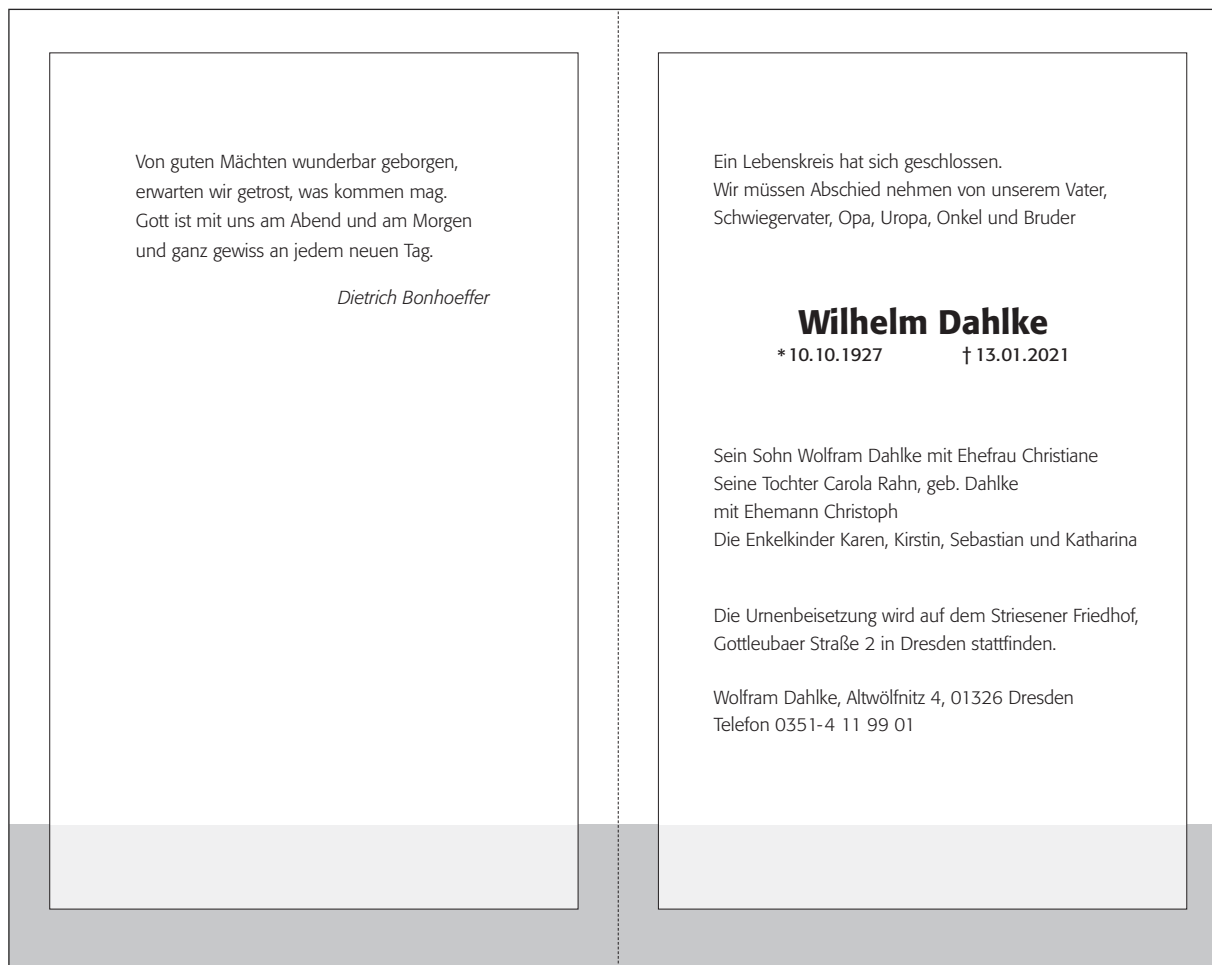 Von guten Mächten wunderbar geborgen,
erwarten wir getrost, was kommen mag.
Gott ist mit uns am Abend und am Morgen
und ganz gewiss an jedem neuen Tag.
Dietrich Bonhoeffer
Ein Lebenskreis hat sich geschlossen.
Wir müssen Abschied nehmen von unserem Vater,
Schwiegervater, Opa, Uropa, Onkel und Bruder
Wilhelm Dahlke
* 10.10.1927 † 13.01.2021
Sein Sohn Wolfram Dahlke mit Ehefrau Christiane
Seine Tochter Carola Rahn, geb. Dahlke
mit Ehemann Christoph
Die Enkelkinder Karen, Kirstin, Sebastian und Katharina
Die Urnenbeisetzung wird auf dem Striesener Friedhof,
Gottleubaer Straße 2 in Dresden stattfinden.
Wolfram Dahlke, Altwölfnitz 4, 01326 Dresden
Telefon 0351-4 11 99 01